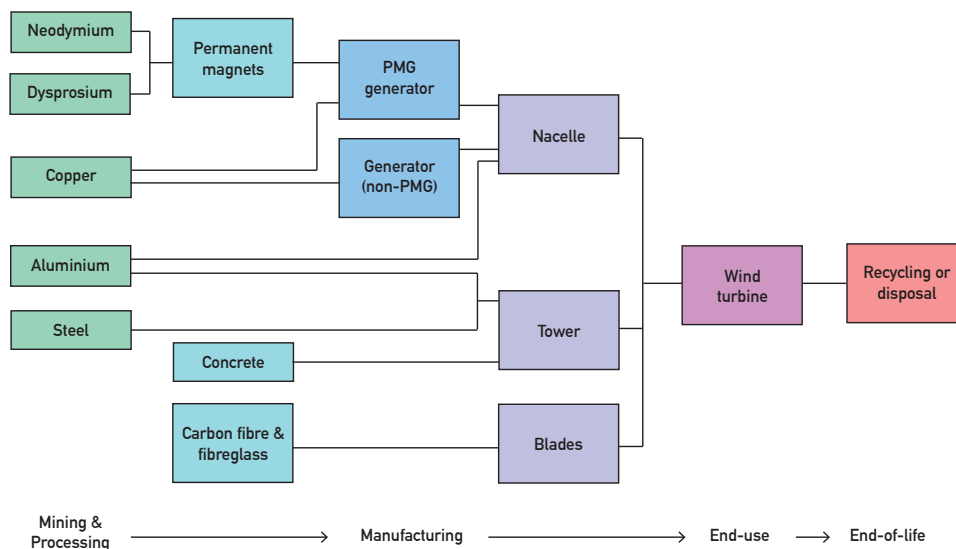 Neodymium
Dysprosium
Copper
Aluminium
Steel
Permanent
magnets
Concrete
Carbon fibre &
fibreglass
PMG
generator
Generator
(non-PMG)
Nacelle
Tower
Blades
Wind
turbine
Recycling or
disposal
Mining &
Processing
Manufacturing
End-use
End-of-life